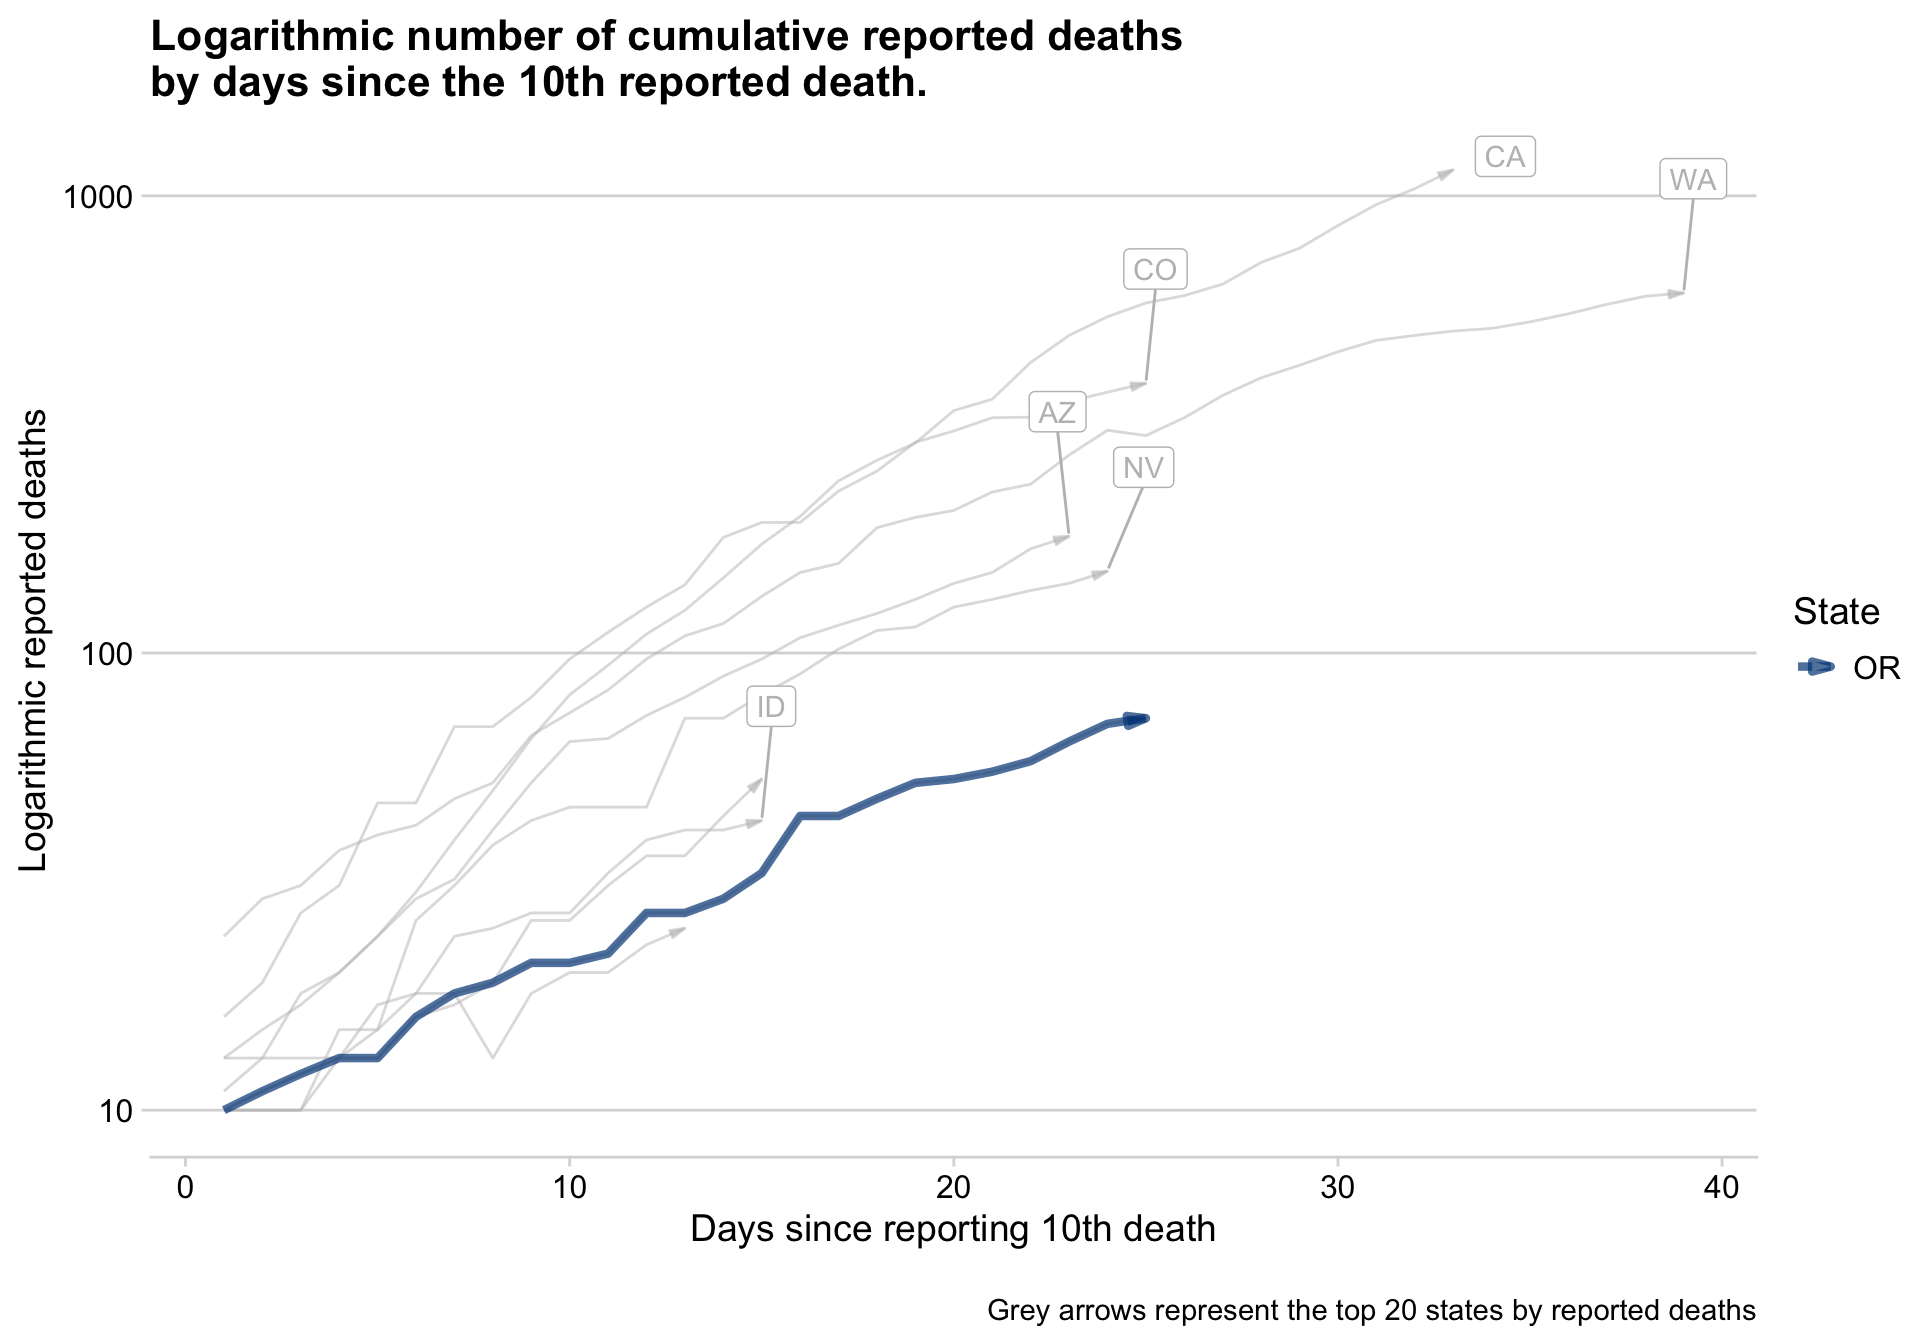 Logarithmic number of cumulative reported deaths
by days since the 10th reported death.
CA
WA
1000
CO
AZ
NV
Logarithmic reported deaths
State
OR
100
ID
10
0 10 20 30 40
Days since reporting 10th death
Grey arrows represent the top 20 states by reported deaths